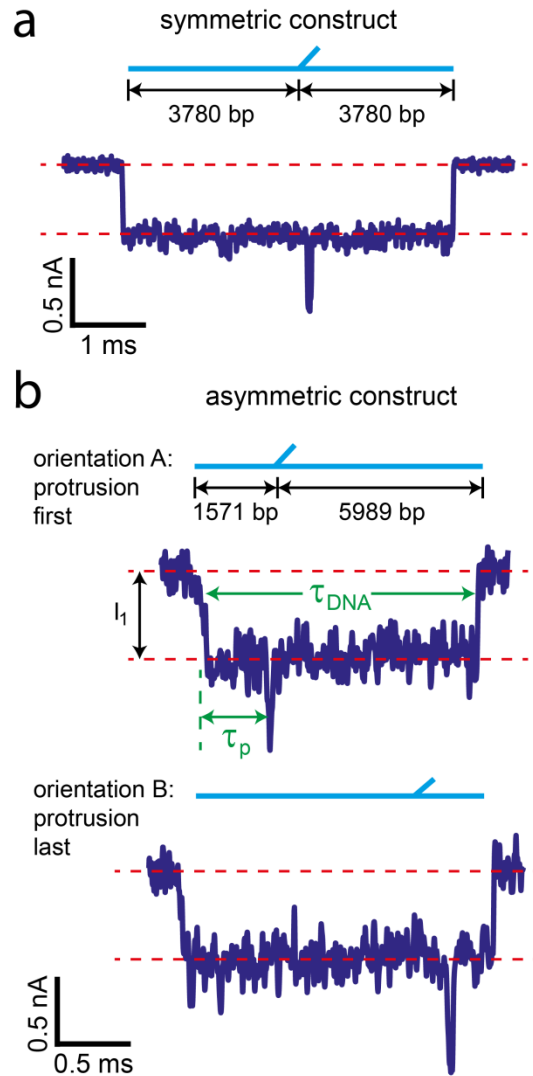 a
symmetric construct
3780 bp
3780 bp
0.5 nA
1 ms
b
asymmetric construct
orientation A:
protrusion
first
1571 bp
5989 bp
I₁
τDNA
τp
orientation B:
protrusion
last
0.5 nA
0.5 ms